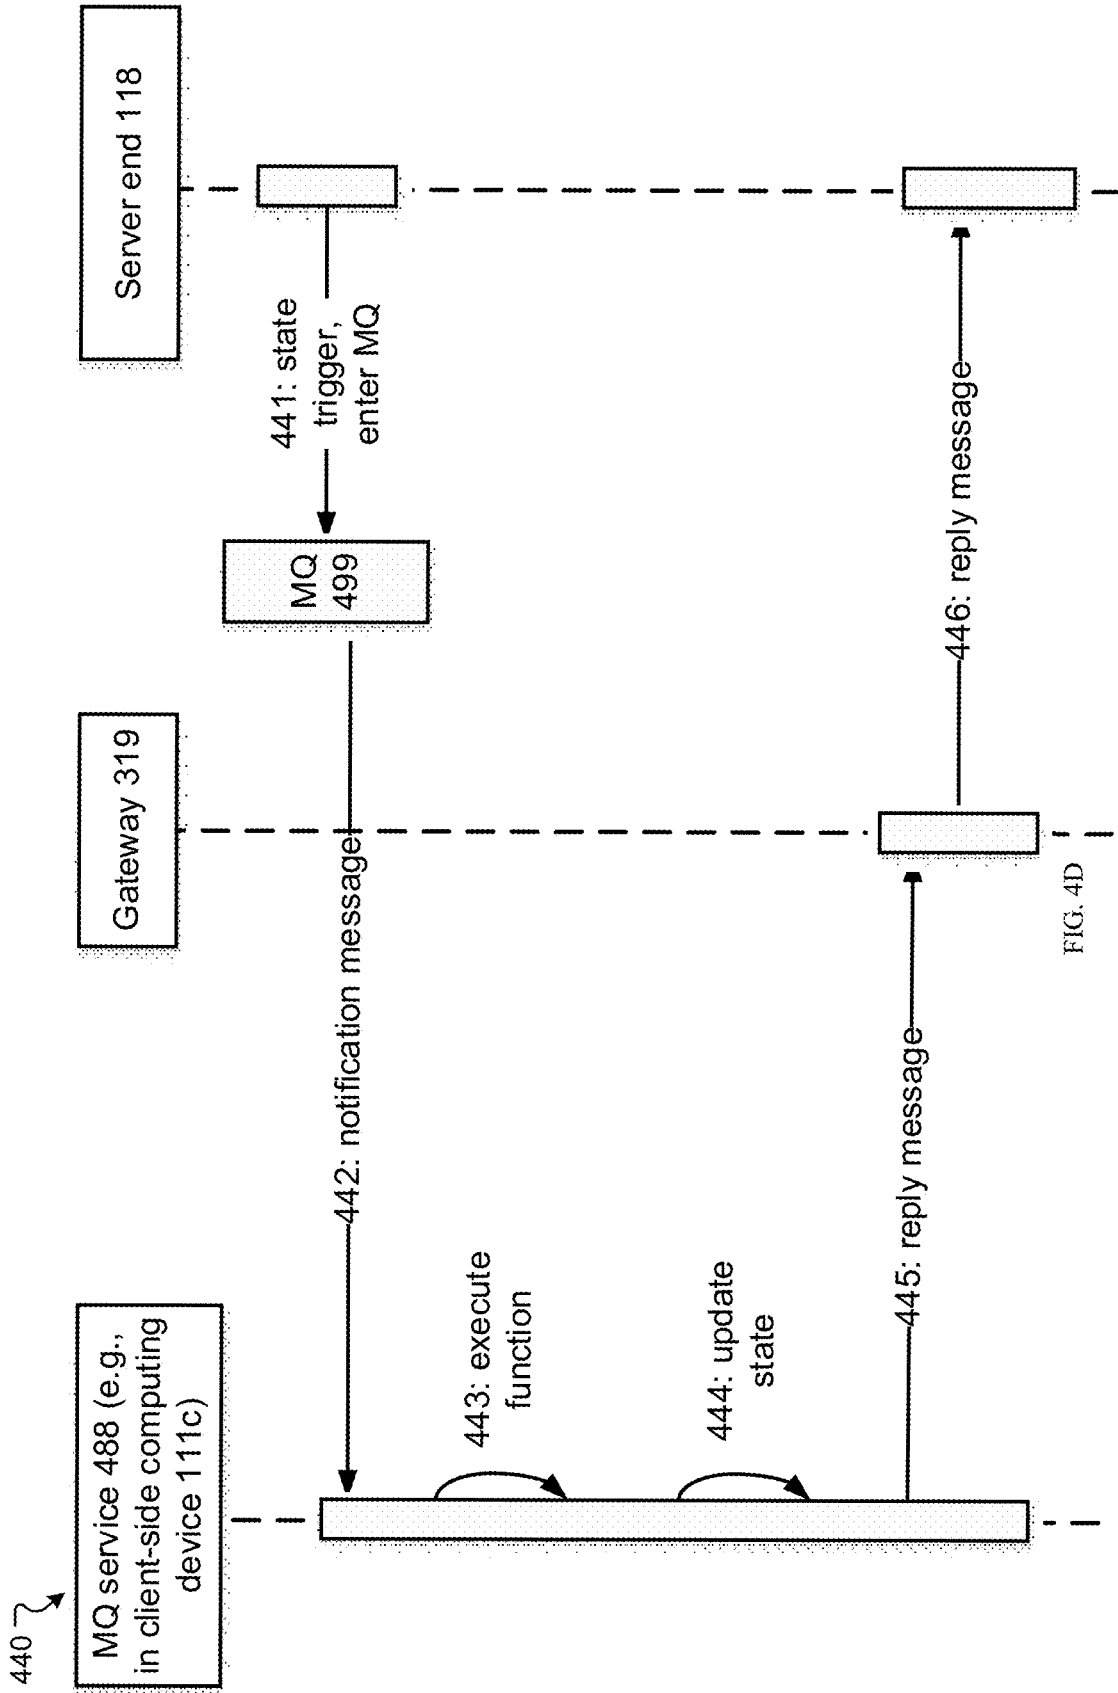 440
MQ service 488 (e.g.,
in client-side computing
device 111c)
Gateway 319
Server end 118
441: state
trigger,
enter MQ
MQ
499
442: notification message
443: execute
function
444: update
state
445: reply message
446: reply message
FIG. 4D